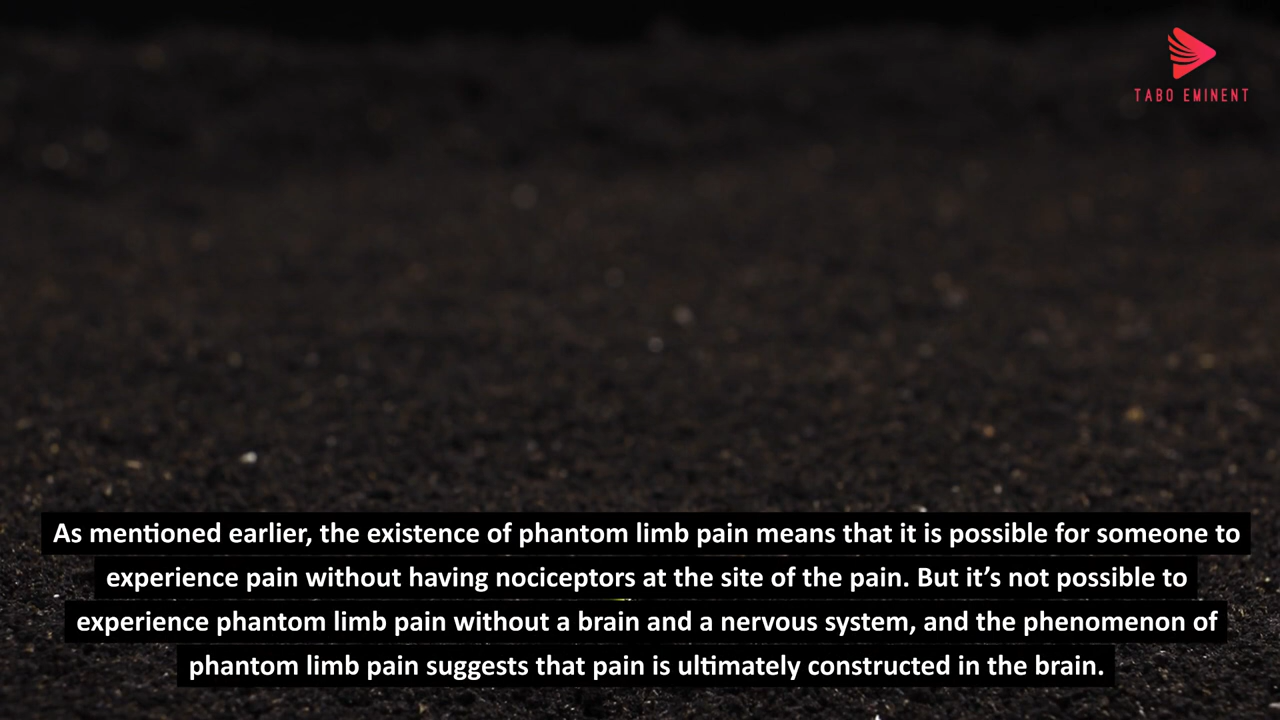 TABO EMINENT
As mentioned earlier, the existence of phantom limb pain means that it is possible for someone to
experience pain without having nociceptors at the site of the pain. But it’s not possible to
experience phantom limb pain without a brain and a nervous system, and the phenomenon of
phantom limb pain suggests that pain is ultimately constructed in the brain.